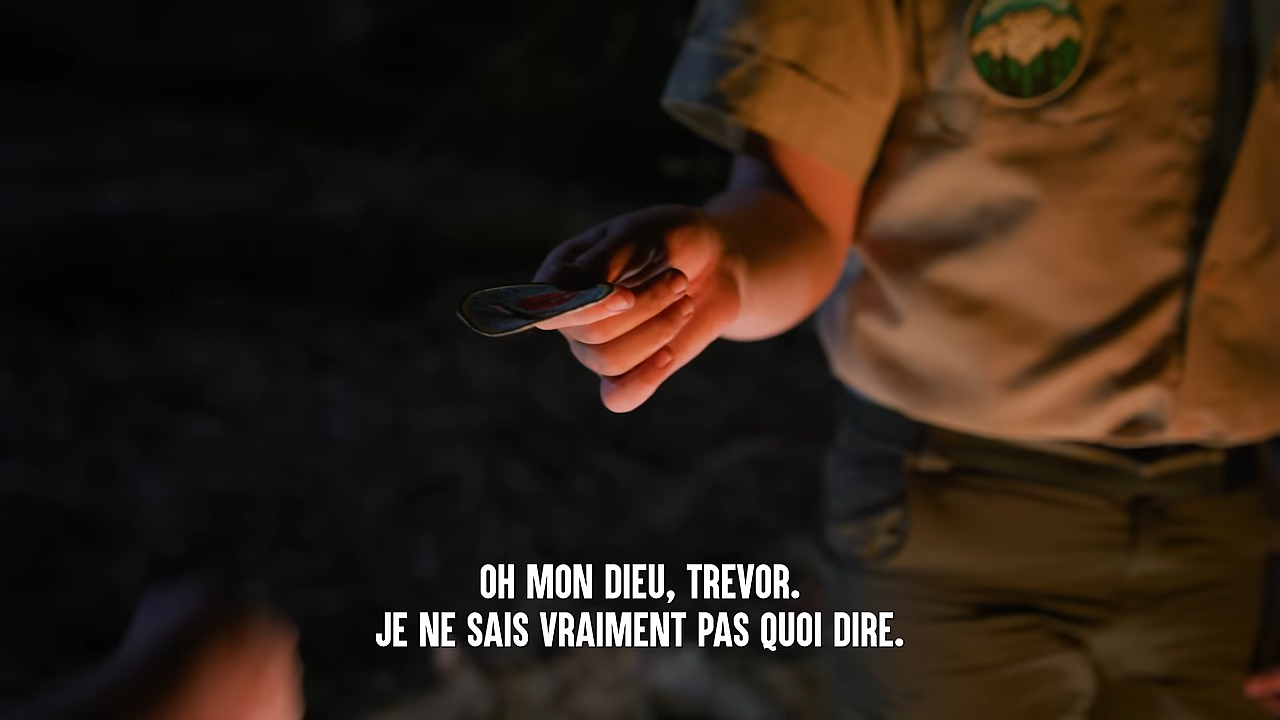 OH MON DIEU, TREVOR.
JE NE SAIS VRAIMENT PAS QUOI DIRE.